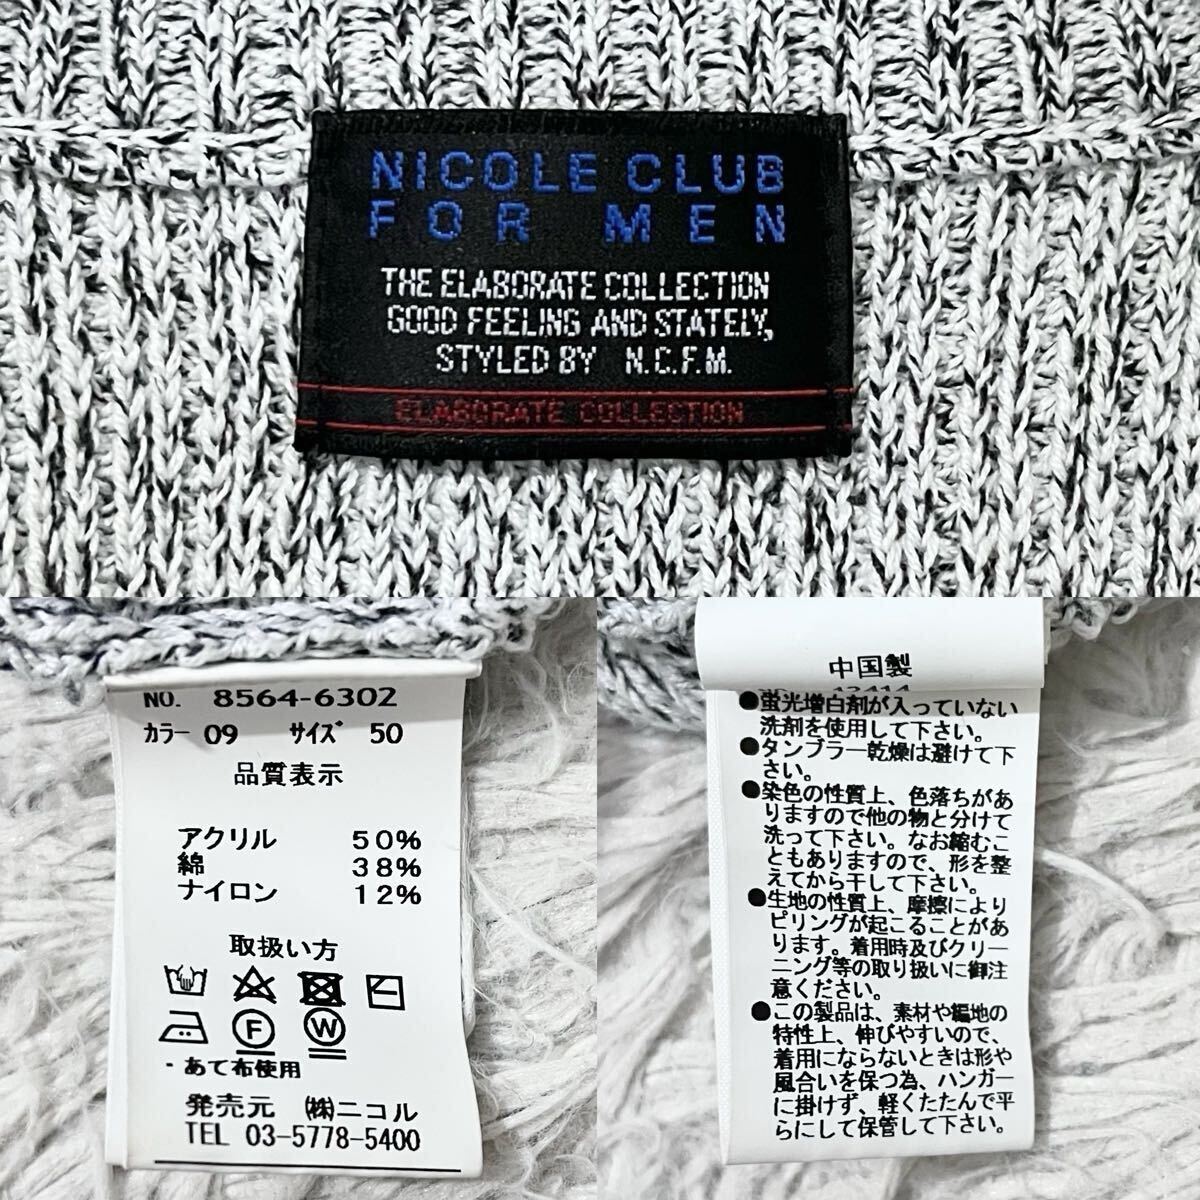 NICOLE CLUB
FOR MEN
THE ELABORATE COLLECTION
GOOD FEELING AND STATELY,
STYLED BY N.C.F.M.
ELABORATE COLLECTION
NO. 8564-6302
カラー 09 サイズ 50
品質表示
アクリル 50%
綿 38%
ナイロン 12%
取扱い方
F W
・あて布使用
発売元 ㈱ニコル
TEL 03-5778-5400
中国製
●蛍光増白剤が入っていない
洗剤を使用して下さい。
●タンブラー乾燥は避けて下
さい。
●染色の性質上、色落ちがあ
りますので他の物と分けて
洗って下さい。なお縮むこ
ともありますので、形を整
えてから干して下さい。
●生地の性質上、摩擦により
ピリングが起こることがあ
ります。着用時及びクリー
ニング等の取り扱いに御注
意ください。
●この製品は、素材や編地の
特性上、伸びやすいので、
着用にならないときは形や
風合いを保つ為、ハンガー
に掛けず、軽くたたんで平
らにして保管して下さい。